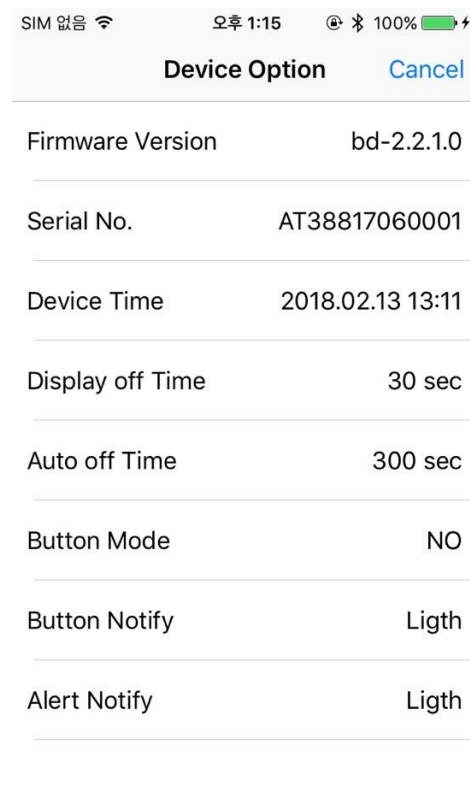 SIM 없음 오후 1:15 100%
Device Option Cancel
Firmware Version bd-2.2.1.0
Serial No. AT38817060001
Device Time 2018.02.13 13:11
Display off Time 30 sec
Auto off Time 300 sec
Button Mode NO
Button Notify Ligth
Alert Notify Ligth